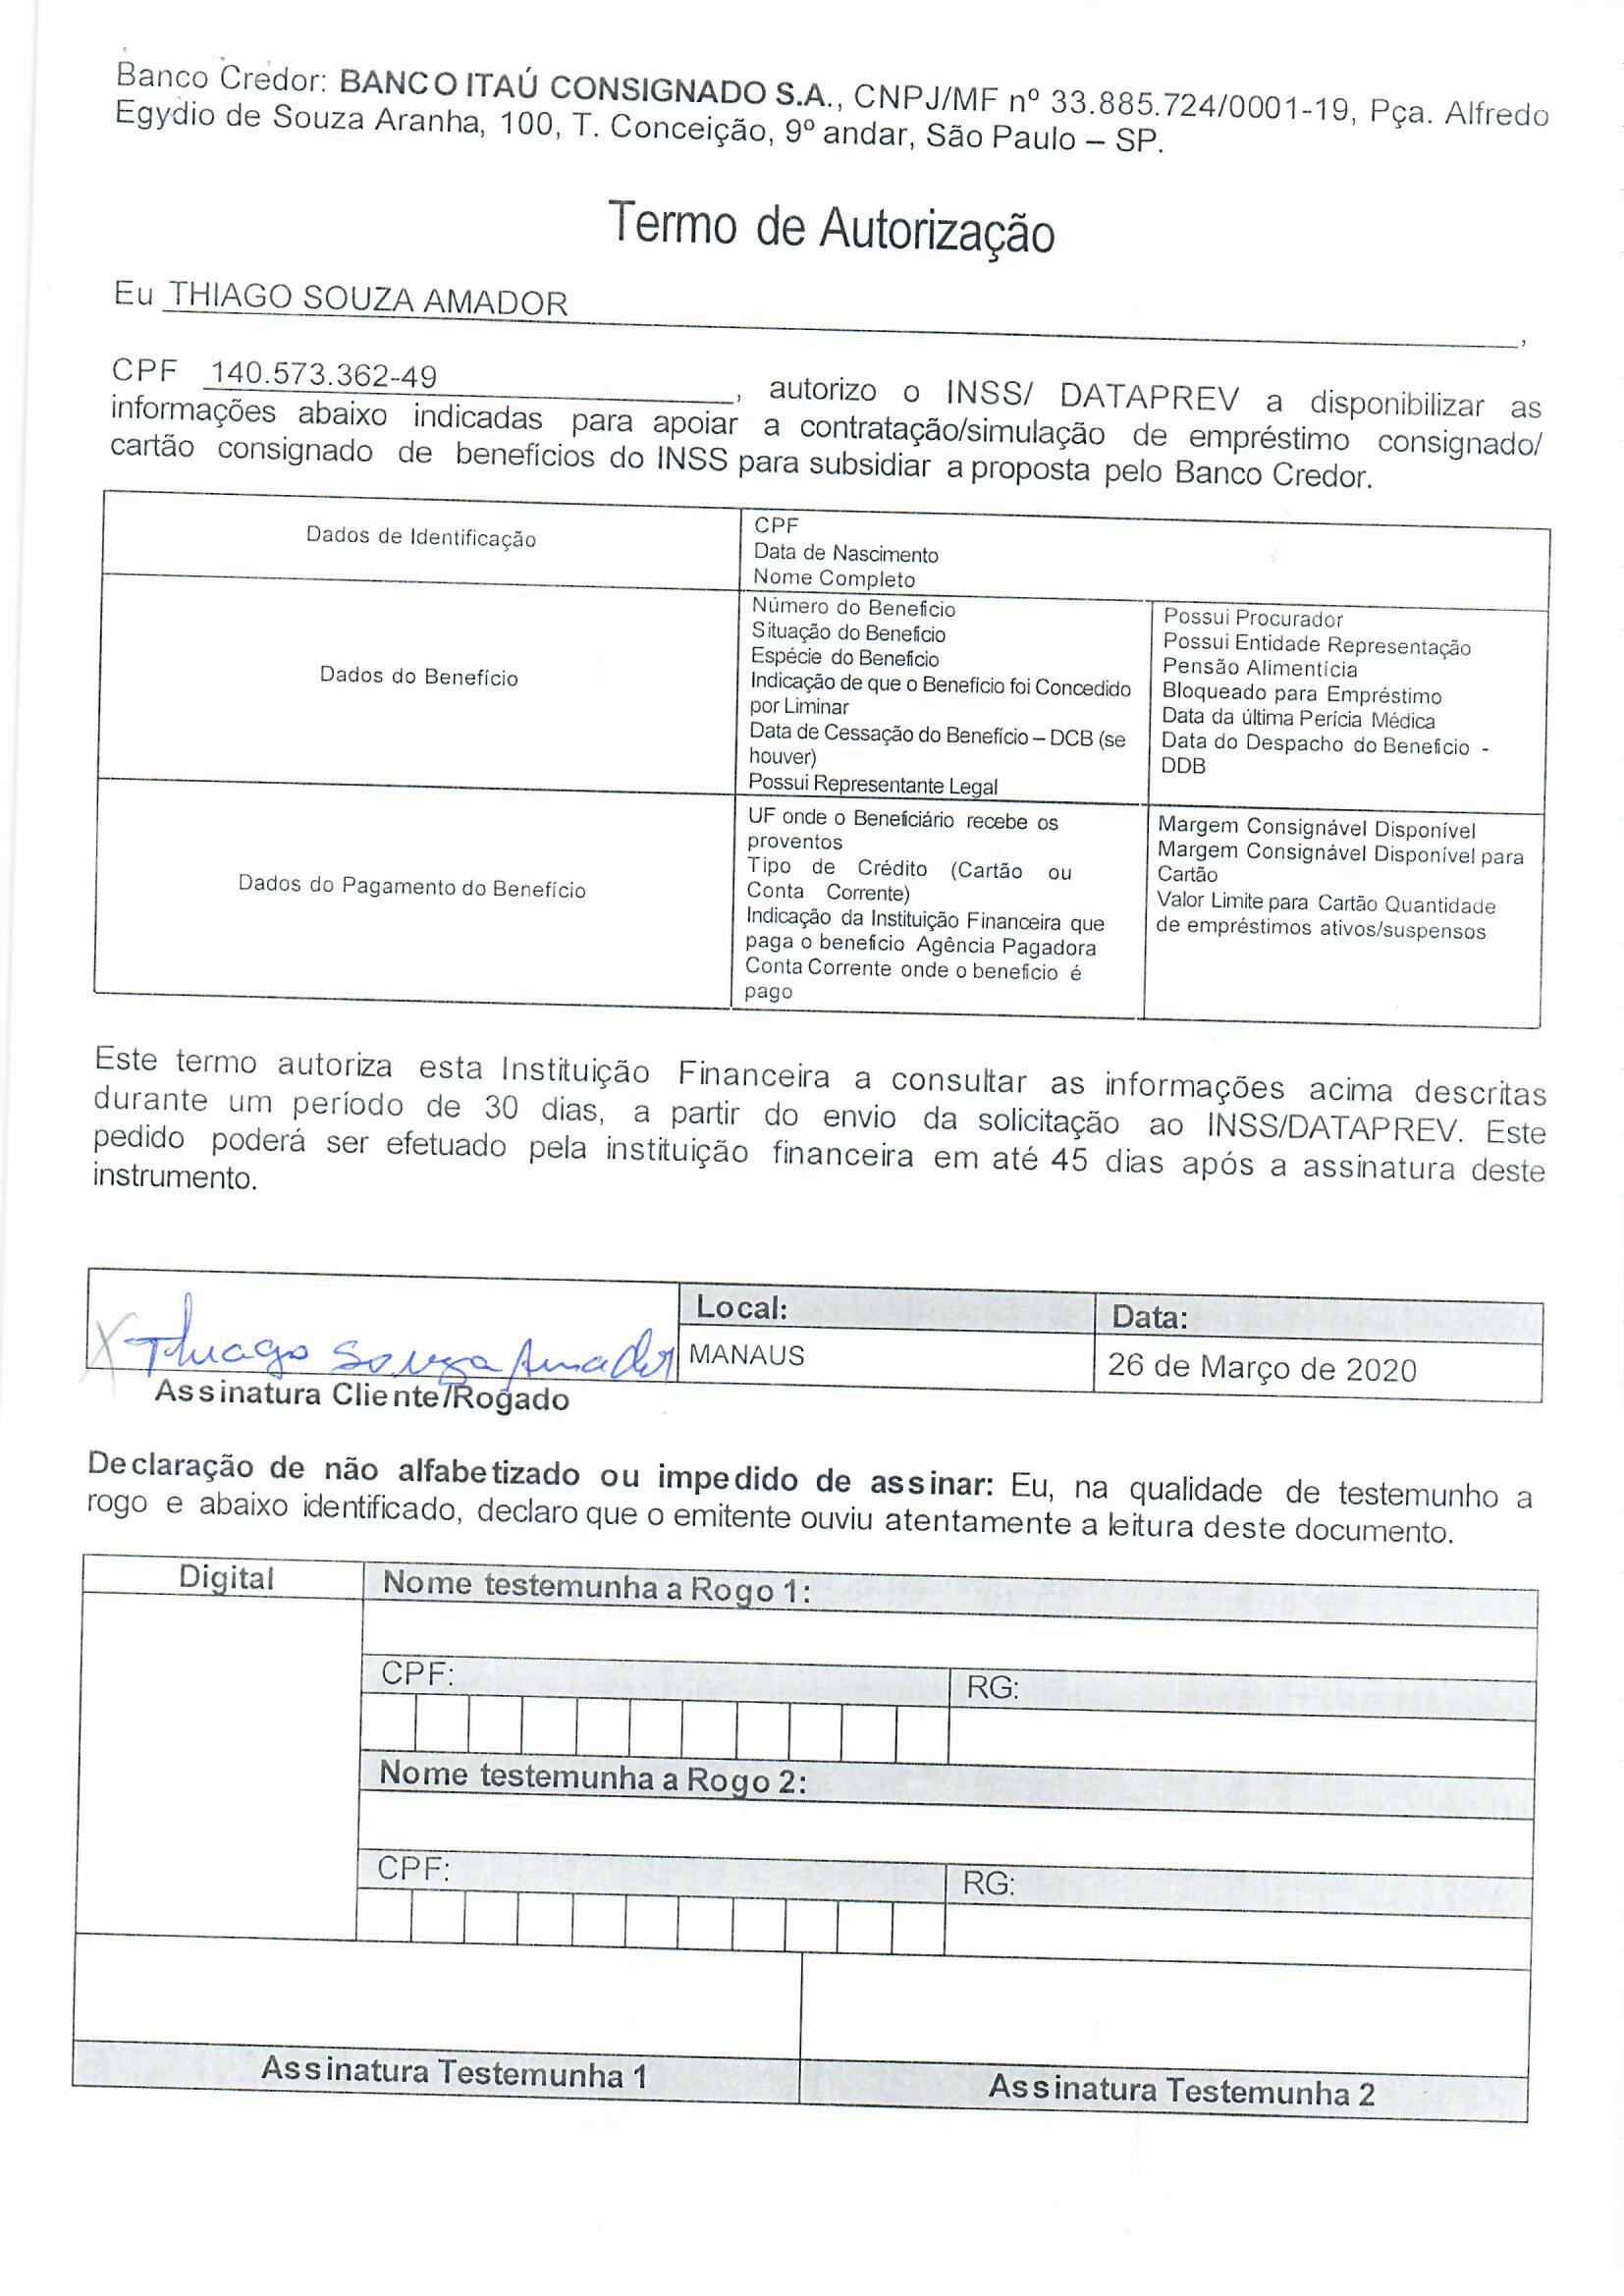 Banco Credor: BANCO ITAÚ CONSIGNADO S.A., CNPJ/MF nº 33.885.724/0001-19, Pça. Alfredo
Egydio de Souza Aranha, 100, T. Conceição, 9º andar, São Paulo – SP.
Termo de Autorização
Eu THIAGO SOUZA AMADOR ,
CPF 140.573.362-49 , autorizo o INSS/ DATAPREV a disponibilizar as
informações abaixo indicadas para apoiar a contratação/simulação de empréstimo consignado/
cartão consignado de benefícios do INSS para subsidiar a proposta pelo Banco Credor.
Dados de Identificação
CPF
Data de Nascimento
Nome Completo
Dados do Benefício
Número do Benefício
Situação do Benefício
Espécie do Benefício
Indicação de que o Benefício foi Concedido
por Liminar
Data de Cessação do Benefício – DCB (se
houver)
Possui Representante Legal
Possui Procurador
Possui Entidade Representação
Pensão Alimentícia
Bloqueado para Empréstimo
Data da última Perícia Médica
Data do Despacho do Benefício -
DDB
Dados do Pagamento do Benefício
UF onde o Beneficiário recebe os
proventos
Tipo de Crédito (Cartão ou
Conta Corrente)
Indicação da Instituição Financeira que
paga o benefício Agência Pagadora
Conta Corrente onde o benefício é
pago
Margem Consignável Disponível
Margem Consignável Disponível para
Cartão
Valor Limite para Cartão Quantidade
de empréstimos ativos/suspensos
Este termo autoriza esta Instituição Financeira a consultar as informações acima descritas
durante um período de 30 dias, a partir do envio da solicitação ao INSS/DATAPREV. Este
pedido poderá ser efetuado pela instituição financeira em até 45 dias após a assinatura deste
instrumento.
X Thiago Souza Amador
Assinatura Cliente/Rogado
Local:
MANAUS
Data:
26 de Março de 2020
Declaração de não alfabetizado ou impedido de assinar: Eu, na qualidade de testemunho a
rogo e abaixo identificado, declaro que o emitente ouviu atentamente a leitura deste documento.
Digital
Nome testemunha a Rogo 1:
CPF:
RG:
Nome testemunha a Rogo 2:
CPF:
RG:
Assinatura Testemunha 1
Assinatura Testemunha 2